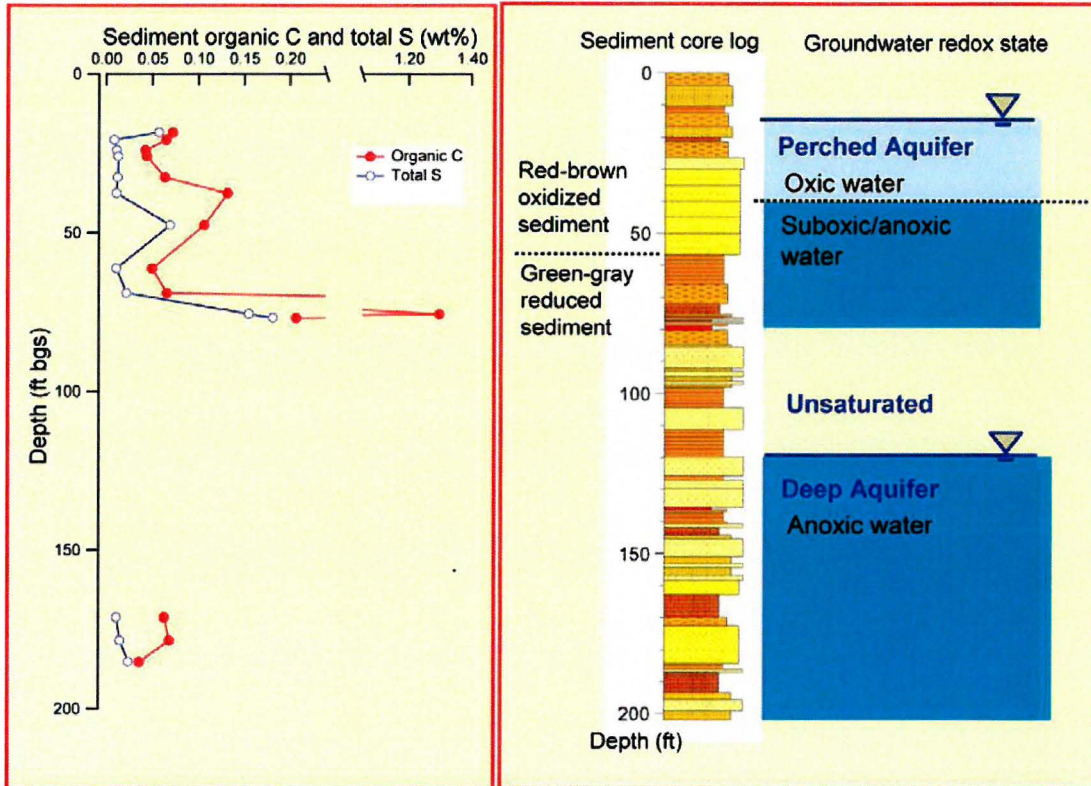 Sediment organic C and total S (wt%)
0.00 0.05 0.10 0.15 0.20 1.20 1.40
0
50
100
150
200
Depth (ft bgs)
Organic C
Total S
Sediment core log
Groundwater redox state
0
50
100
150
200
Depth (ft)
Red-brown
oxidized
sediment
Green-gray
reduced
sediment
Perched Aquifer
Oxic water
Suboxic/anoxic
water
Unsaturated
Deep Aquifer
Anoxic water